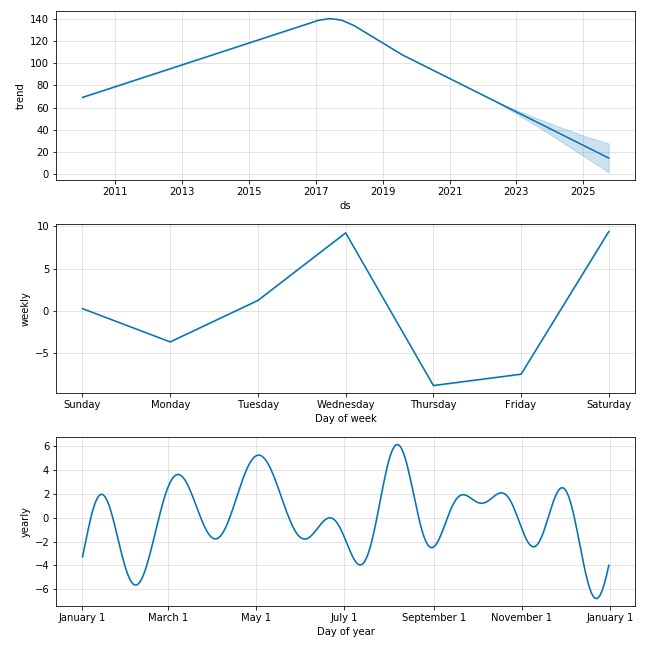 140
120
100
80
60
40
20
0
trend
2011 2013 2015 2017 2019 2021 2023 2025
ds
10
5
0
−5
weekly
Sunday Monday Tuesday Wednesday Thursday Friday Saturday
Day of week
6
4
2
0
−2
−4
−6
yearly
January 1 March 1 May 1 July 1 September 1 November 1 January 1
Day of year